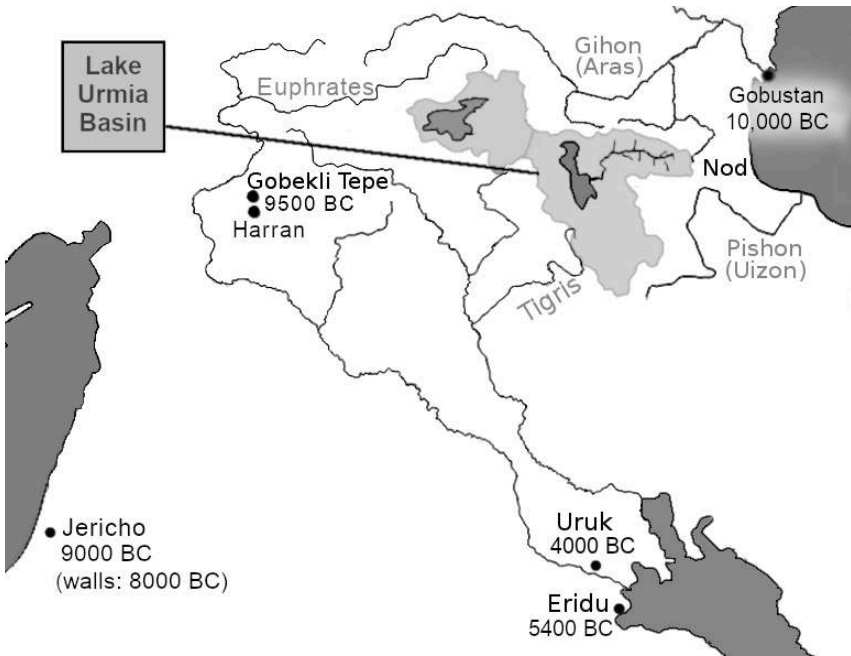 Lake
Urmia
Basin
Euphrates
Gihon
(Aras)
Gobustan
10,000 BC
Nod
Gobekli Tepe
9500 BC
Harran
Pishon
(Uizon)
Tigris
Jericho
9000 BC
(walls: 8000 BC)
Uruk
4000 BC
Eridu
5400 BC